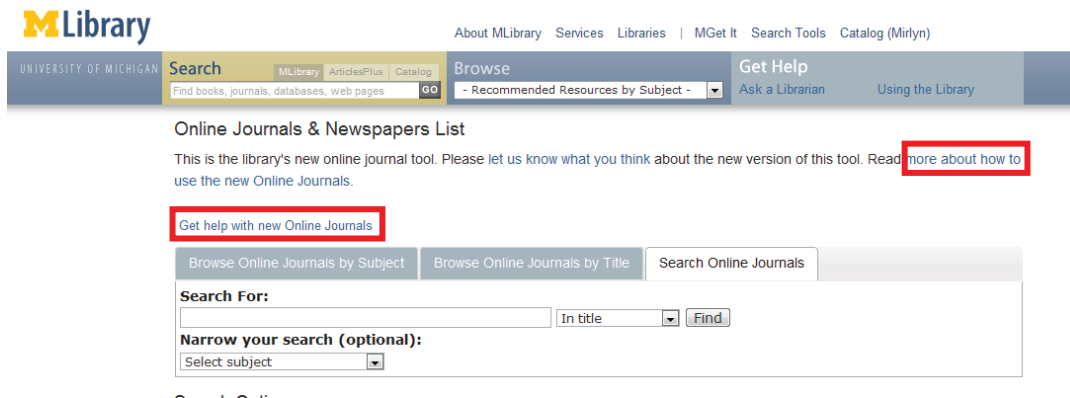 MLibrary
About MLibrary Services Libraries | MGet It Search Tools Catalog (Mirlyn)
UNIVERSITY OF MICHIGAN Search MLibrary ArticlesPlus Catalog Browse Get Help
Find books, journals, databases, web pages GO - Recommended Resources by Subject - Ask a Librarian Using the Library
Online Journals & Newspapers List
This is the library's new online journal tool. Please let us know what you think about the new version of this tool. Read more about how to
use the new Online Journals.
Get help with new Online Journals
Browse Online Journals by Subject Browse Online Journals by Title Search Online Journals
Search For:
In title Find
Narrow your search (optional):
Select subject